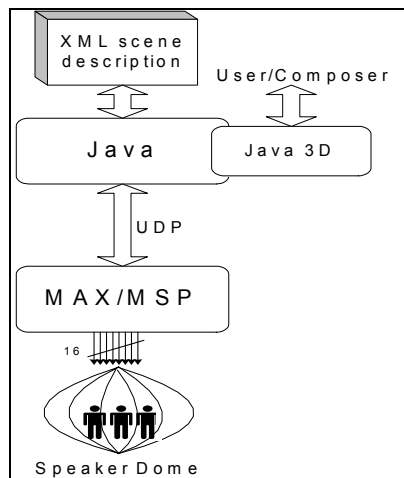 XML scene
description
User/Composer
Java
Java 3D
UDP
MAX/MSP
16
Speaker Dome